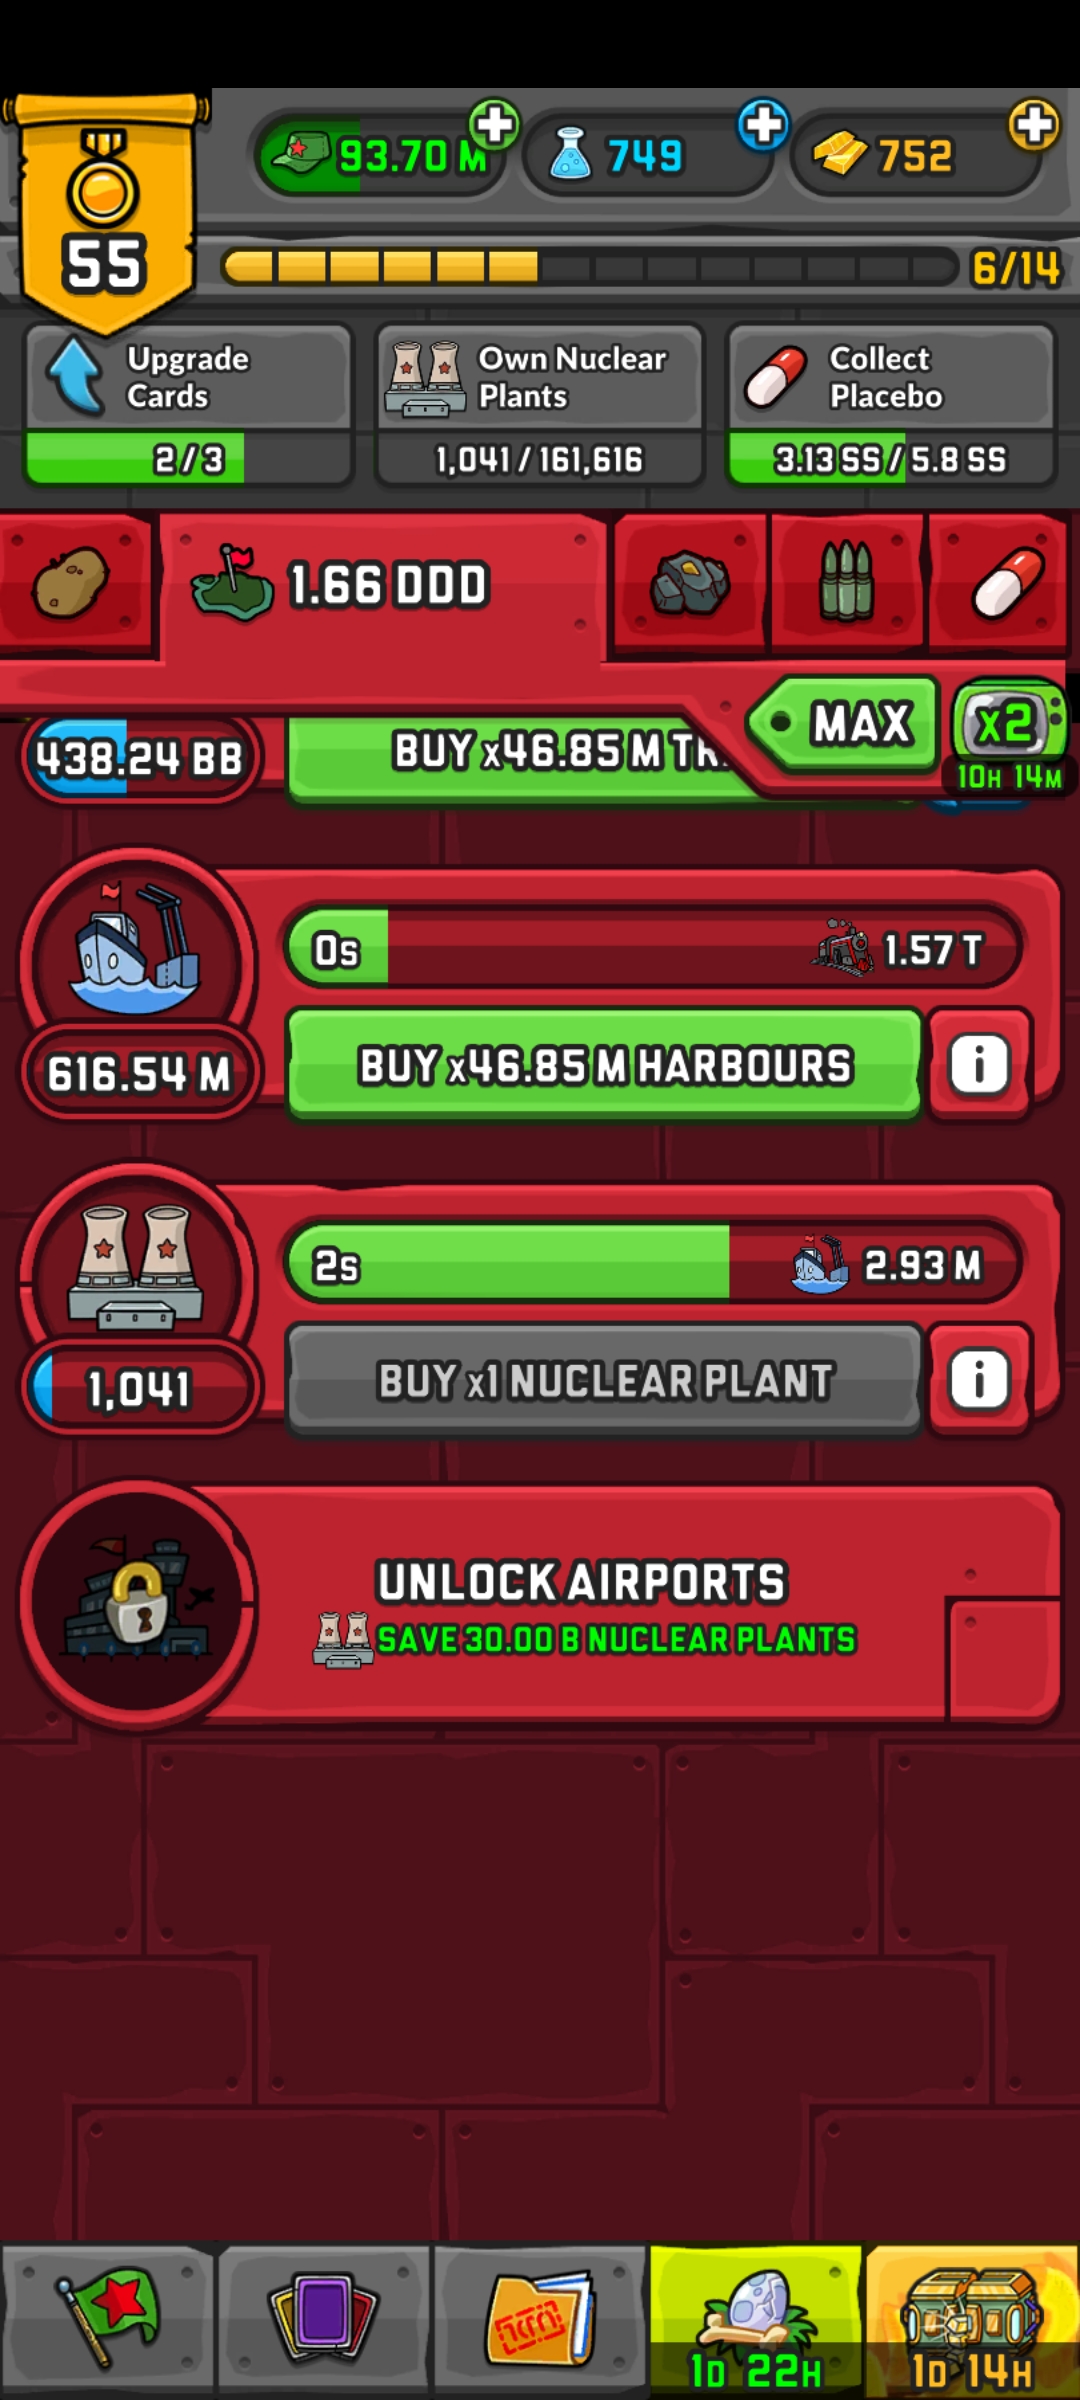 93.70 M
749
752
55
6/14
Upgrade
Cards
2/3
Own Nuclear
Plants
1,041/161,616
Collect
Placebo
3.13 SS/5.8 SS
1.66 DDD
MAX
x2
10H 14M
438.24 BB
BUY x46.85 M
0s
1.57 T
616.54 M
BUY x46.85 M HARBOURS
i
2s
2.93 M
1,041
BUY x1 NUCLEAR PLANT
i
UNLOCK AIRPORTS
SAVE 30.00 B NUCLEAR PLANTS
1D 22H
1D 14H